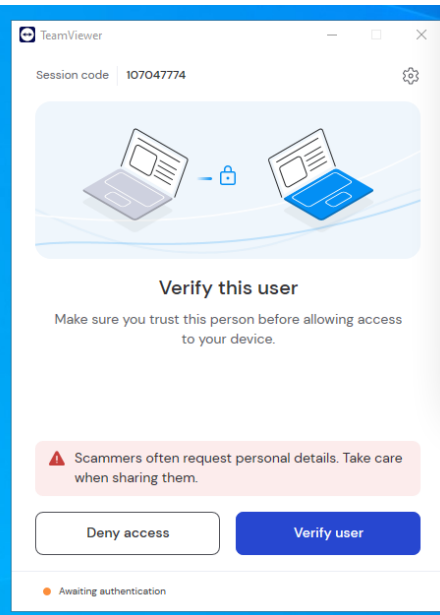 TeamViewer
Session code 107047774
Verify this user
Make sure you trust this person before allowing access
to your device.
Scammers often request personal details. Take care
when sharing them.
Deny access Verify user
Awaiting authentication